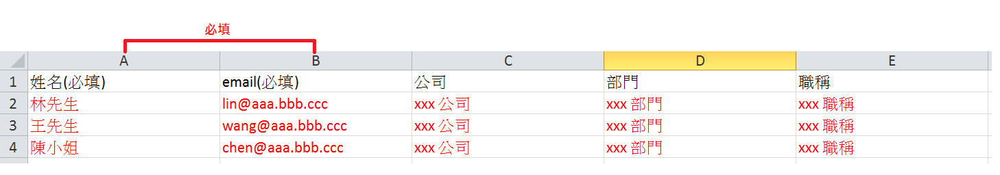 必填
A B C D E
1 姓名(必填) email(必填) 公司 部門 職稱
2 林先生 lin@aaa.bbb.ccc xxx 公司 xxx 部門 xxx 職稱
3 王先生 wang@aaa.bbb.ccc xxx 公司 xxx 部門 xxx 職稱
4 陳小姐 chen@aaa.bbb.ccc xxx 公司 xxx 部門 xxx 職稱